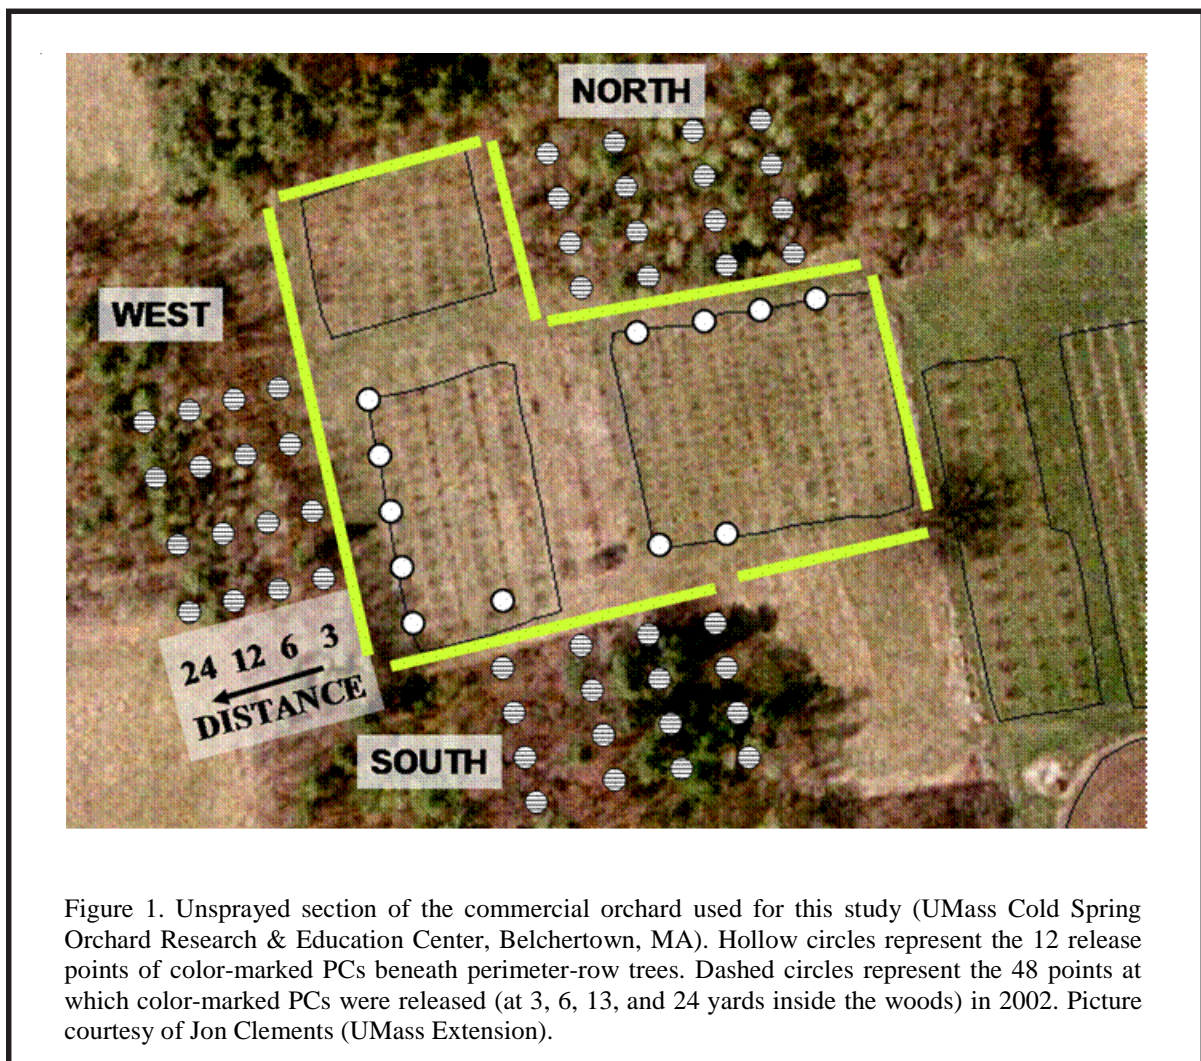 NORTH
WEST
24 12 6 3
DISTANCE
SOUTH
Figure 1. Unsprayed section of the commercial orchard used for this study (UMass Cold Spring
Orchard Research & Education Center, Belchertown, MA). Hollow circles represent the 12 release
points of color-marked PCs beneath perimeter-row trees. Dashed circles represent the 48 points at
which color-marked PCs were released (at 3, 6, 13, and 24 yards inside the woods) in 2002. Picture
courtesy of Jon Clements (UMass Extension).